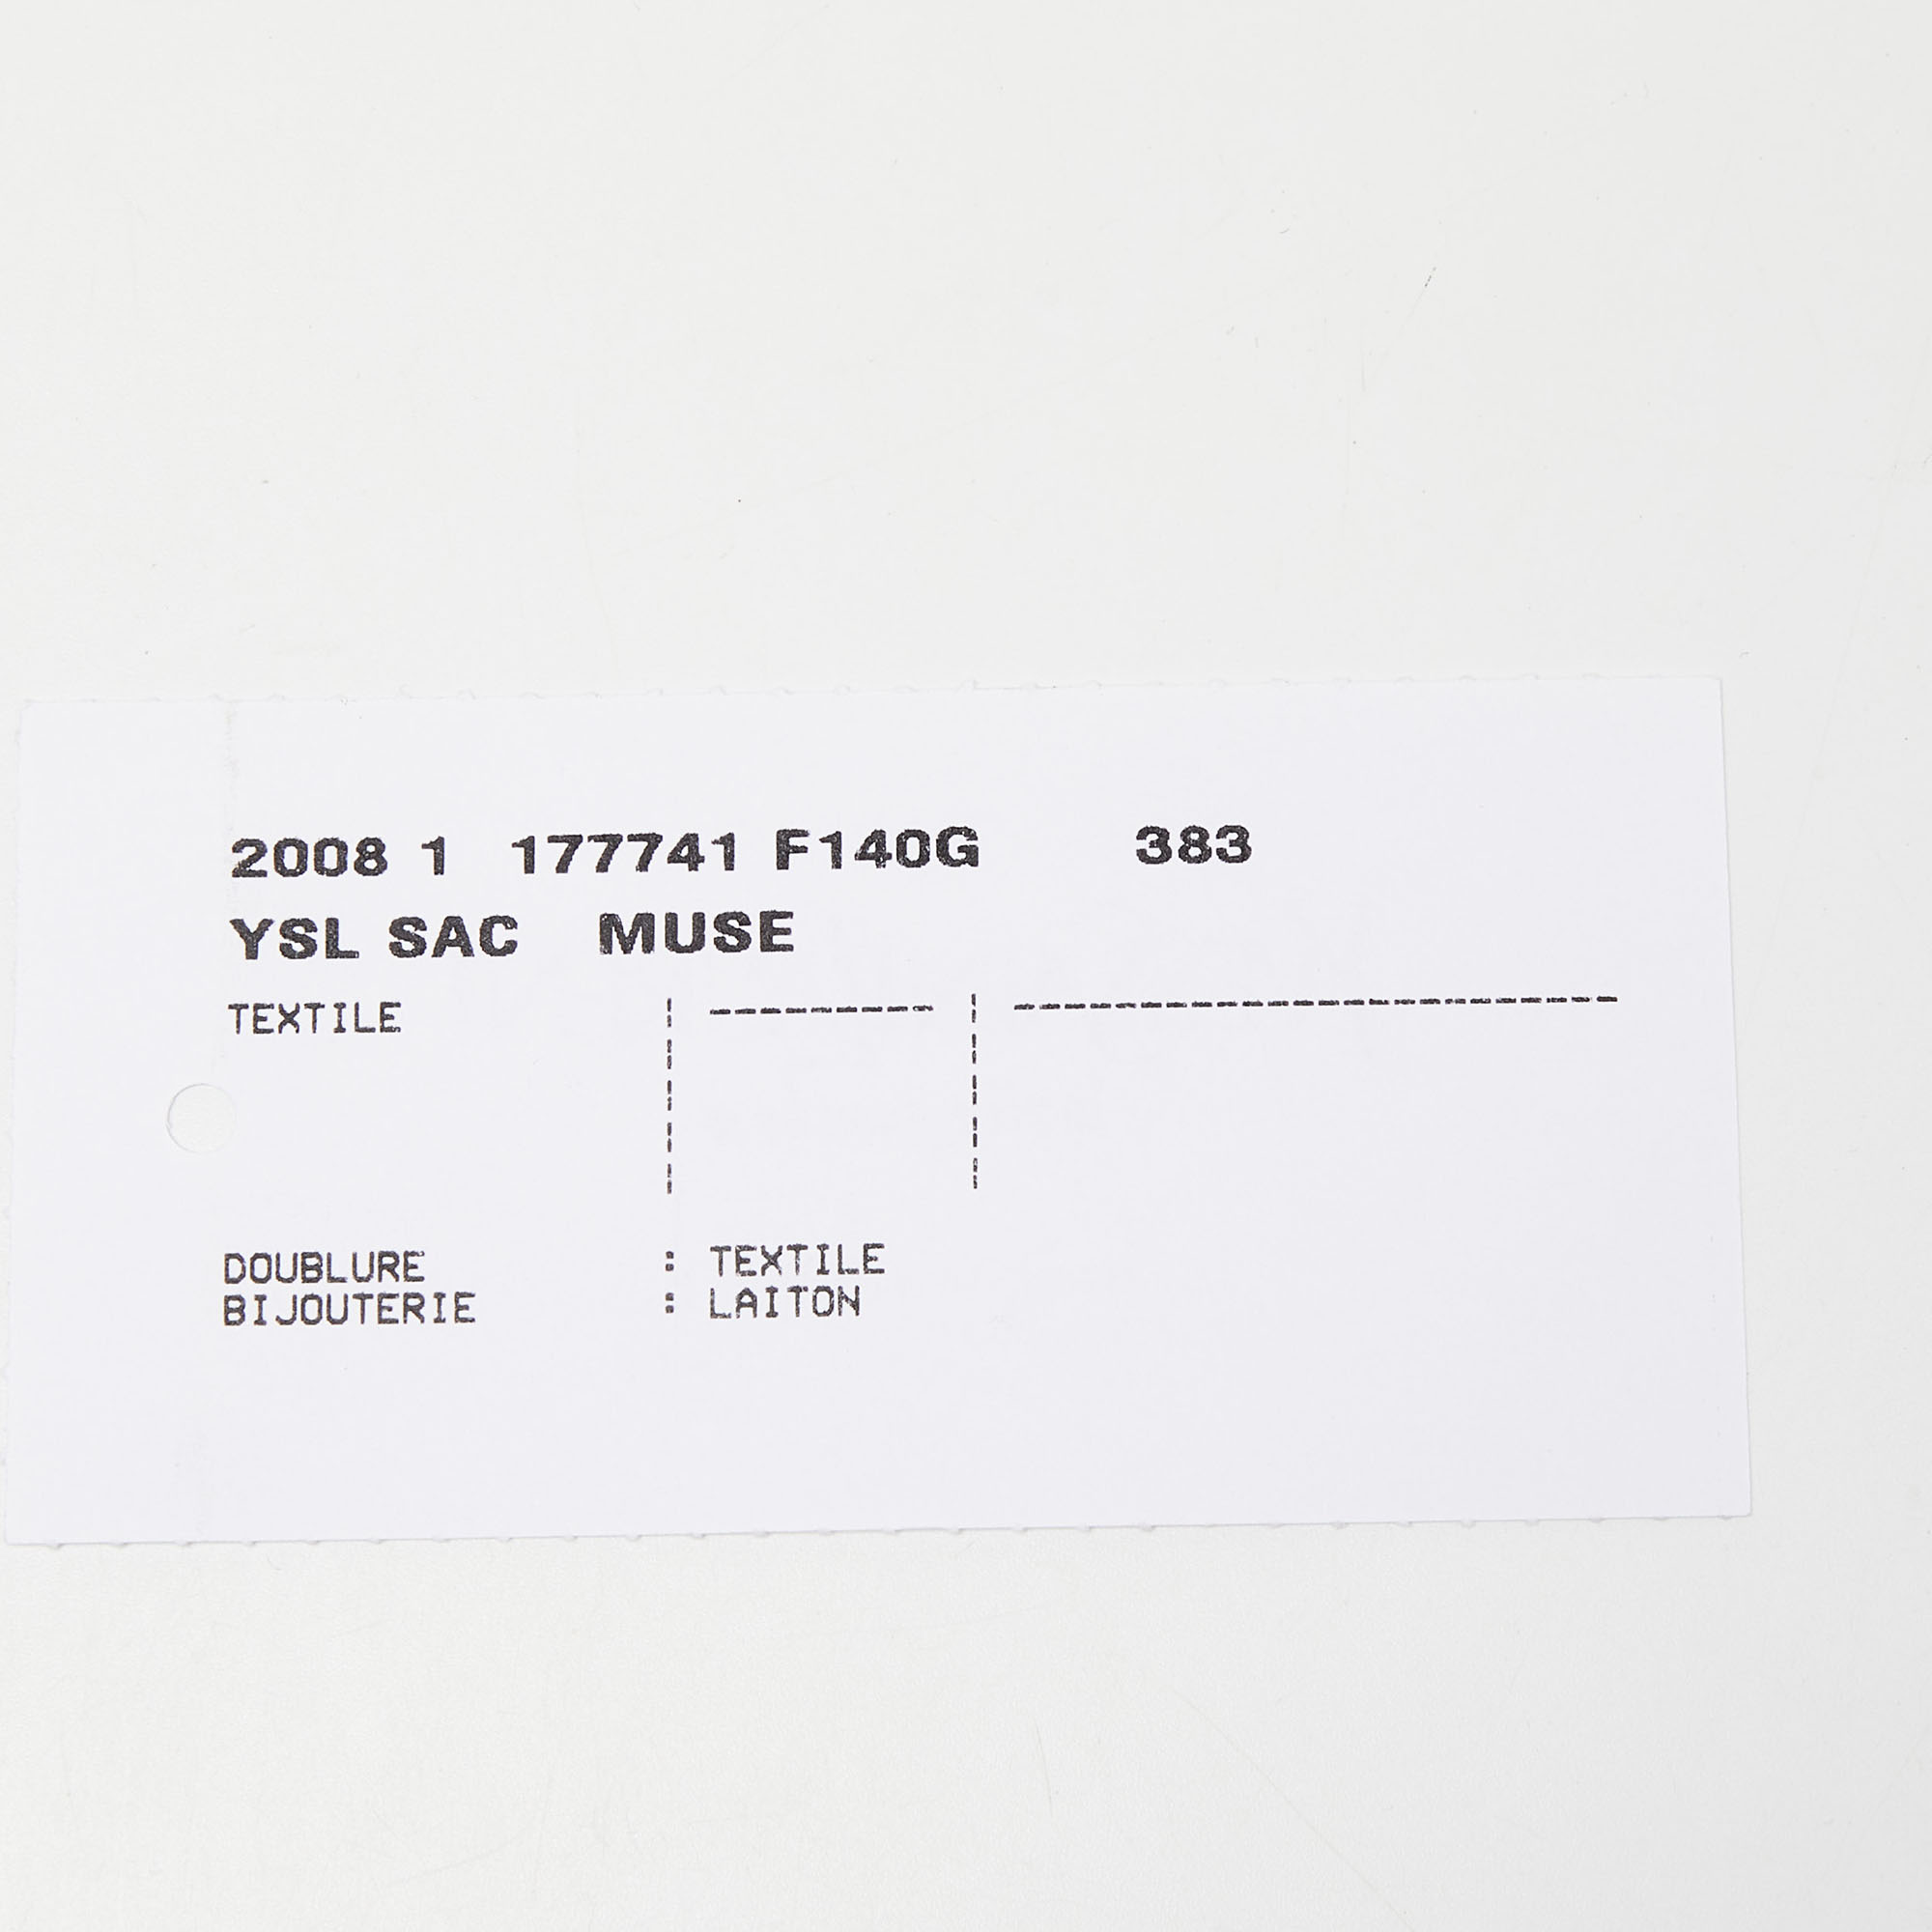 2008 1 177741 F140G 383
YSL SAC MUSE
TEXTILE
DOUBLURE : TEXTILE
BIJOUTERIE : LAITON